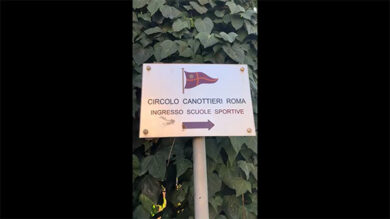 CIRCOLO CANOTTIERI ROMA
INGRESSO SCUOLE SPORTIVE